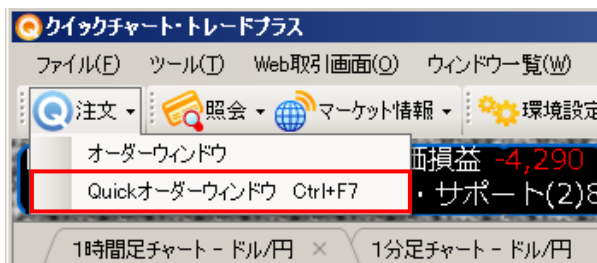 クイックチャート・トレードプラス
ファイル(F) ツール(T) Web取引画面(O) ウィンドウ一覧(W)
注文 照会 マーケット情報 環境設定
オーダーウィンドウ
価損益 -4,290
Quickオーダーウィンドウ Ctrl+F7
・サポート(2)8
1時間足チャート - ドル/円 × 1分足チャート - ドル/円